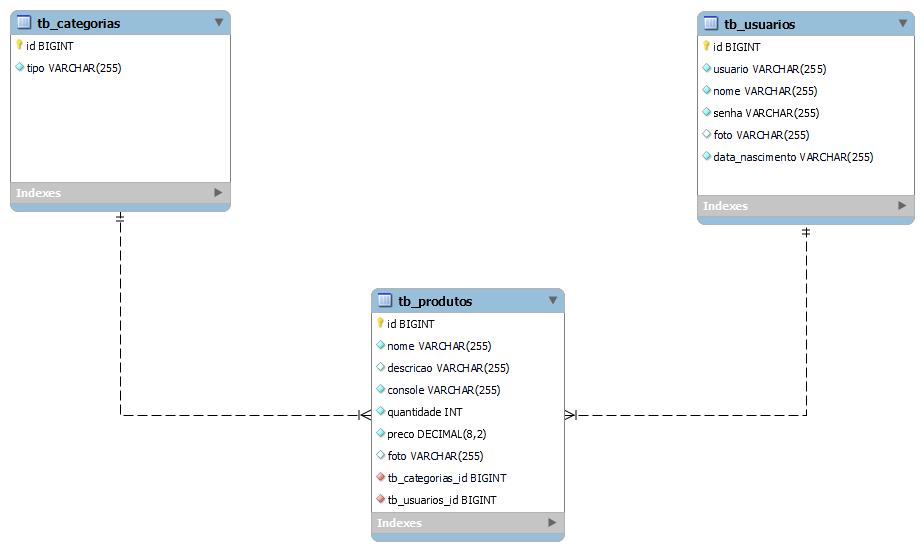 tb_categorias
id BIGINT
tipo VARCHAR(255)
Indexes
tb_usuarios
id BIGINT
usuario VARCHAR(255)
nome VARCHAR(255)
senha VARCHAR(255)
foto VARCHAR(255)
data_nascimento VARCHAR(255)
Indexes
tb_produtos
id BIGINT
nome VARCHAR(255)
descricao VARCHAR(255)
console VARCHAR(255)
quantidade INT
preco DECIMAL(8,2)
foto VARCHAR(255)
tb_categorias_id BIGINT
tb_usuarios_id BIGINT
Indexes